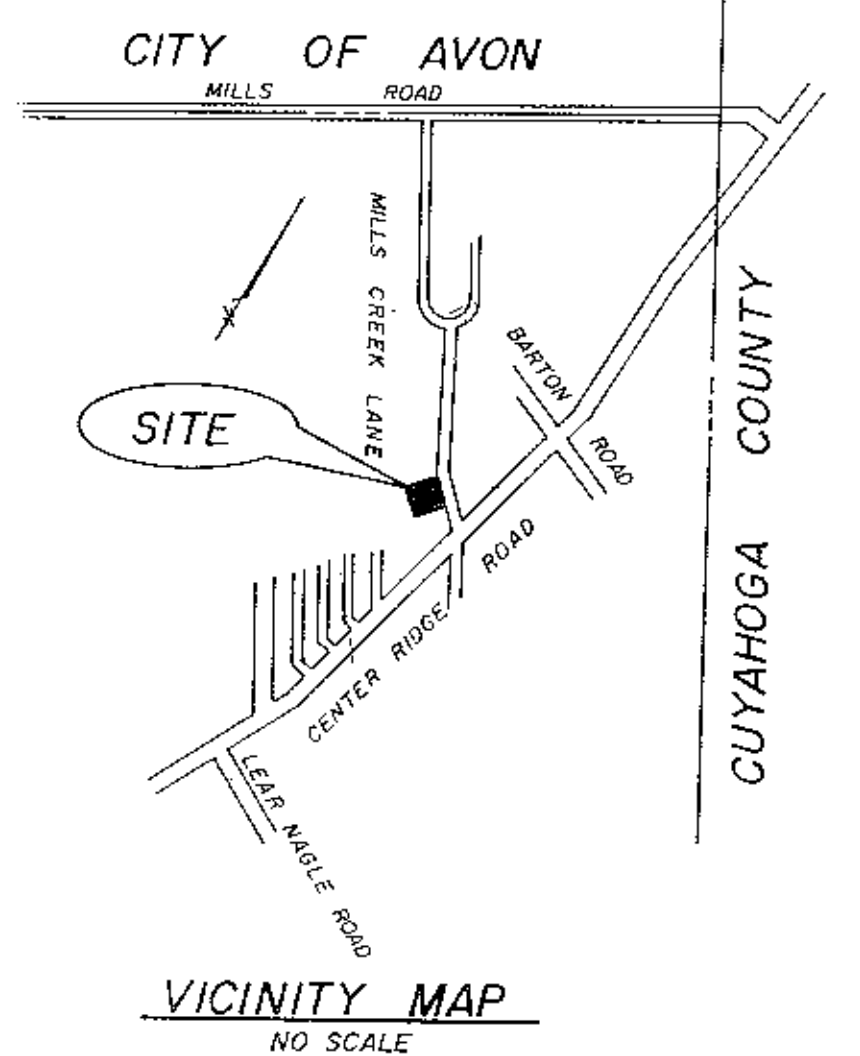 CITY OF AVON
MILLS ROAD
MILLS CREEK LANE
BARTON ROAD
SITE
CENTER RIDGE ROAD
CUYAHOGA COUNTY
LEAR NAGLE ROAD
VICINITY MAP
NO SCALE